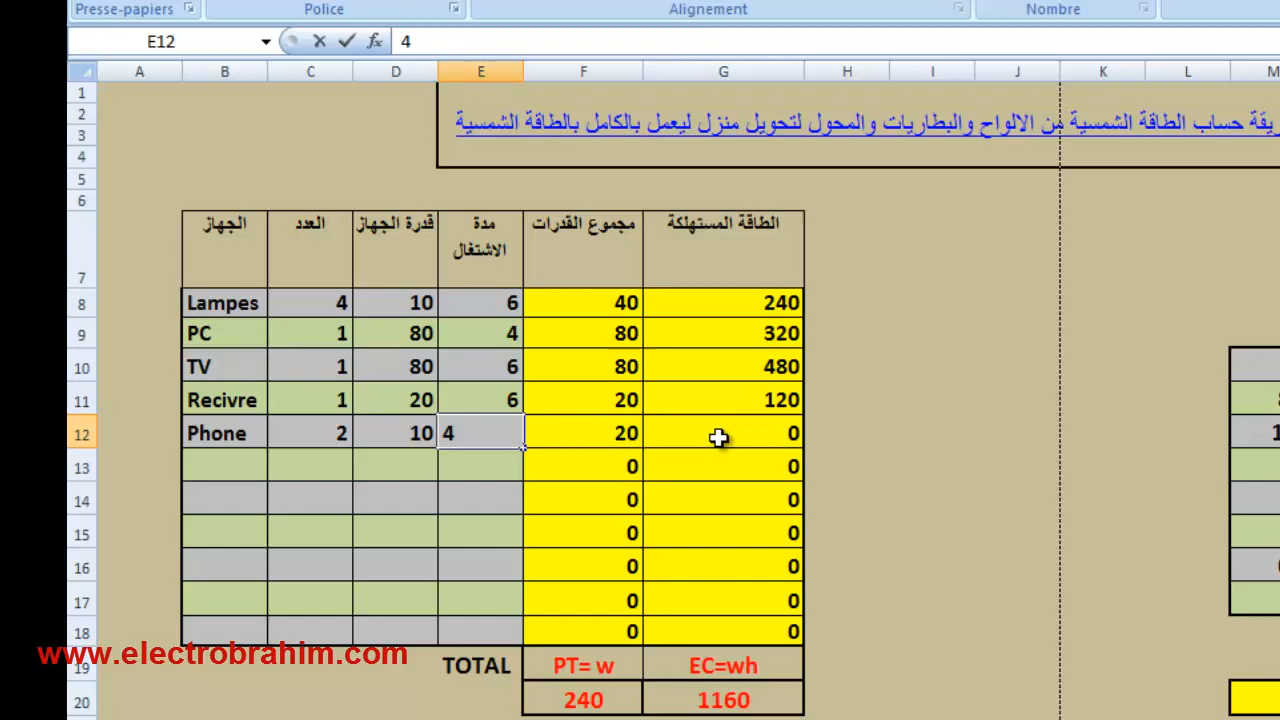 Presse-papiers Police Alignement Nombre
E12 fx 4
A B C D E F G H I J K L M
1
2
طريقة حساب الطاقة الشمسية من الالواح والبطاريات والمحول لتحويل منزل ليعمل بالكامل بالطاقة الشمسية
3
4
5
6
الجهاز العدد قدرة الجهاز مدة الاشتغال مجموع القدرات الطاقة المستهلكة
7
8 Lampes 4 10 6 40 240
9 PC 1 80 4 80 320
10 TV 1 80 6 80 480
11 Recivre 1 20 6 20 120
12 Phone 2 10 4 20 0
13 0 0
14 0 0
15 0 0
16 0 0
17 0 0
18 0 0
www.electrobrahim.com
19 TOTAL PT= w EC=wh
20 240 1160